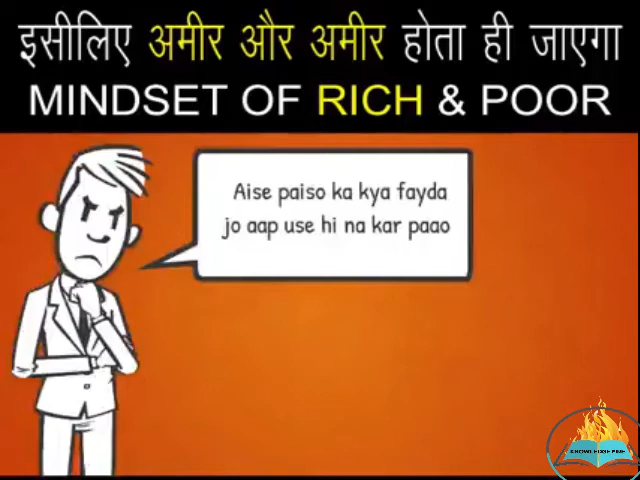 इसीलिए अमीर और अमीर होता ही जाएगा
MINDSET OF RICH & POOR
Aise paiso ka kya fayda
jo aap use hi na kar paao